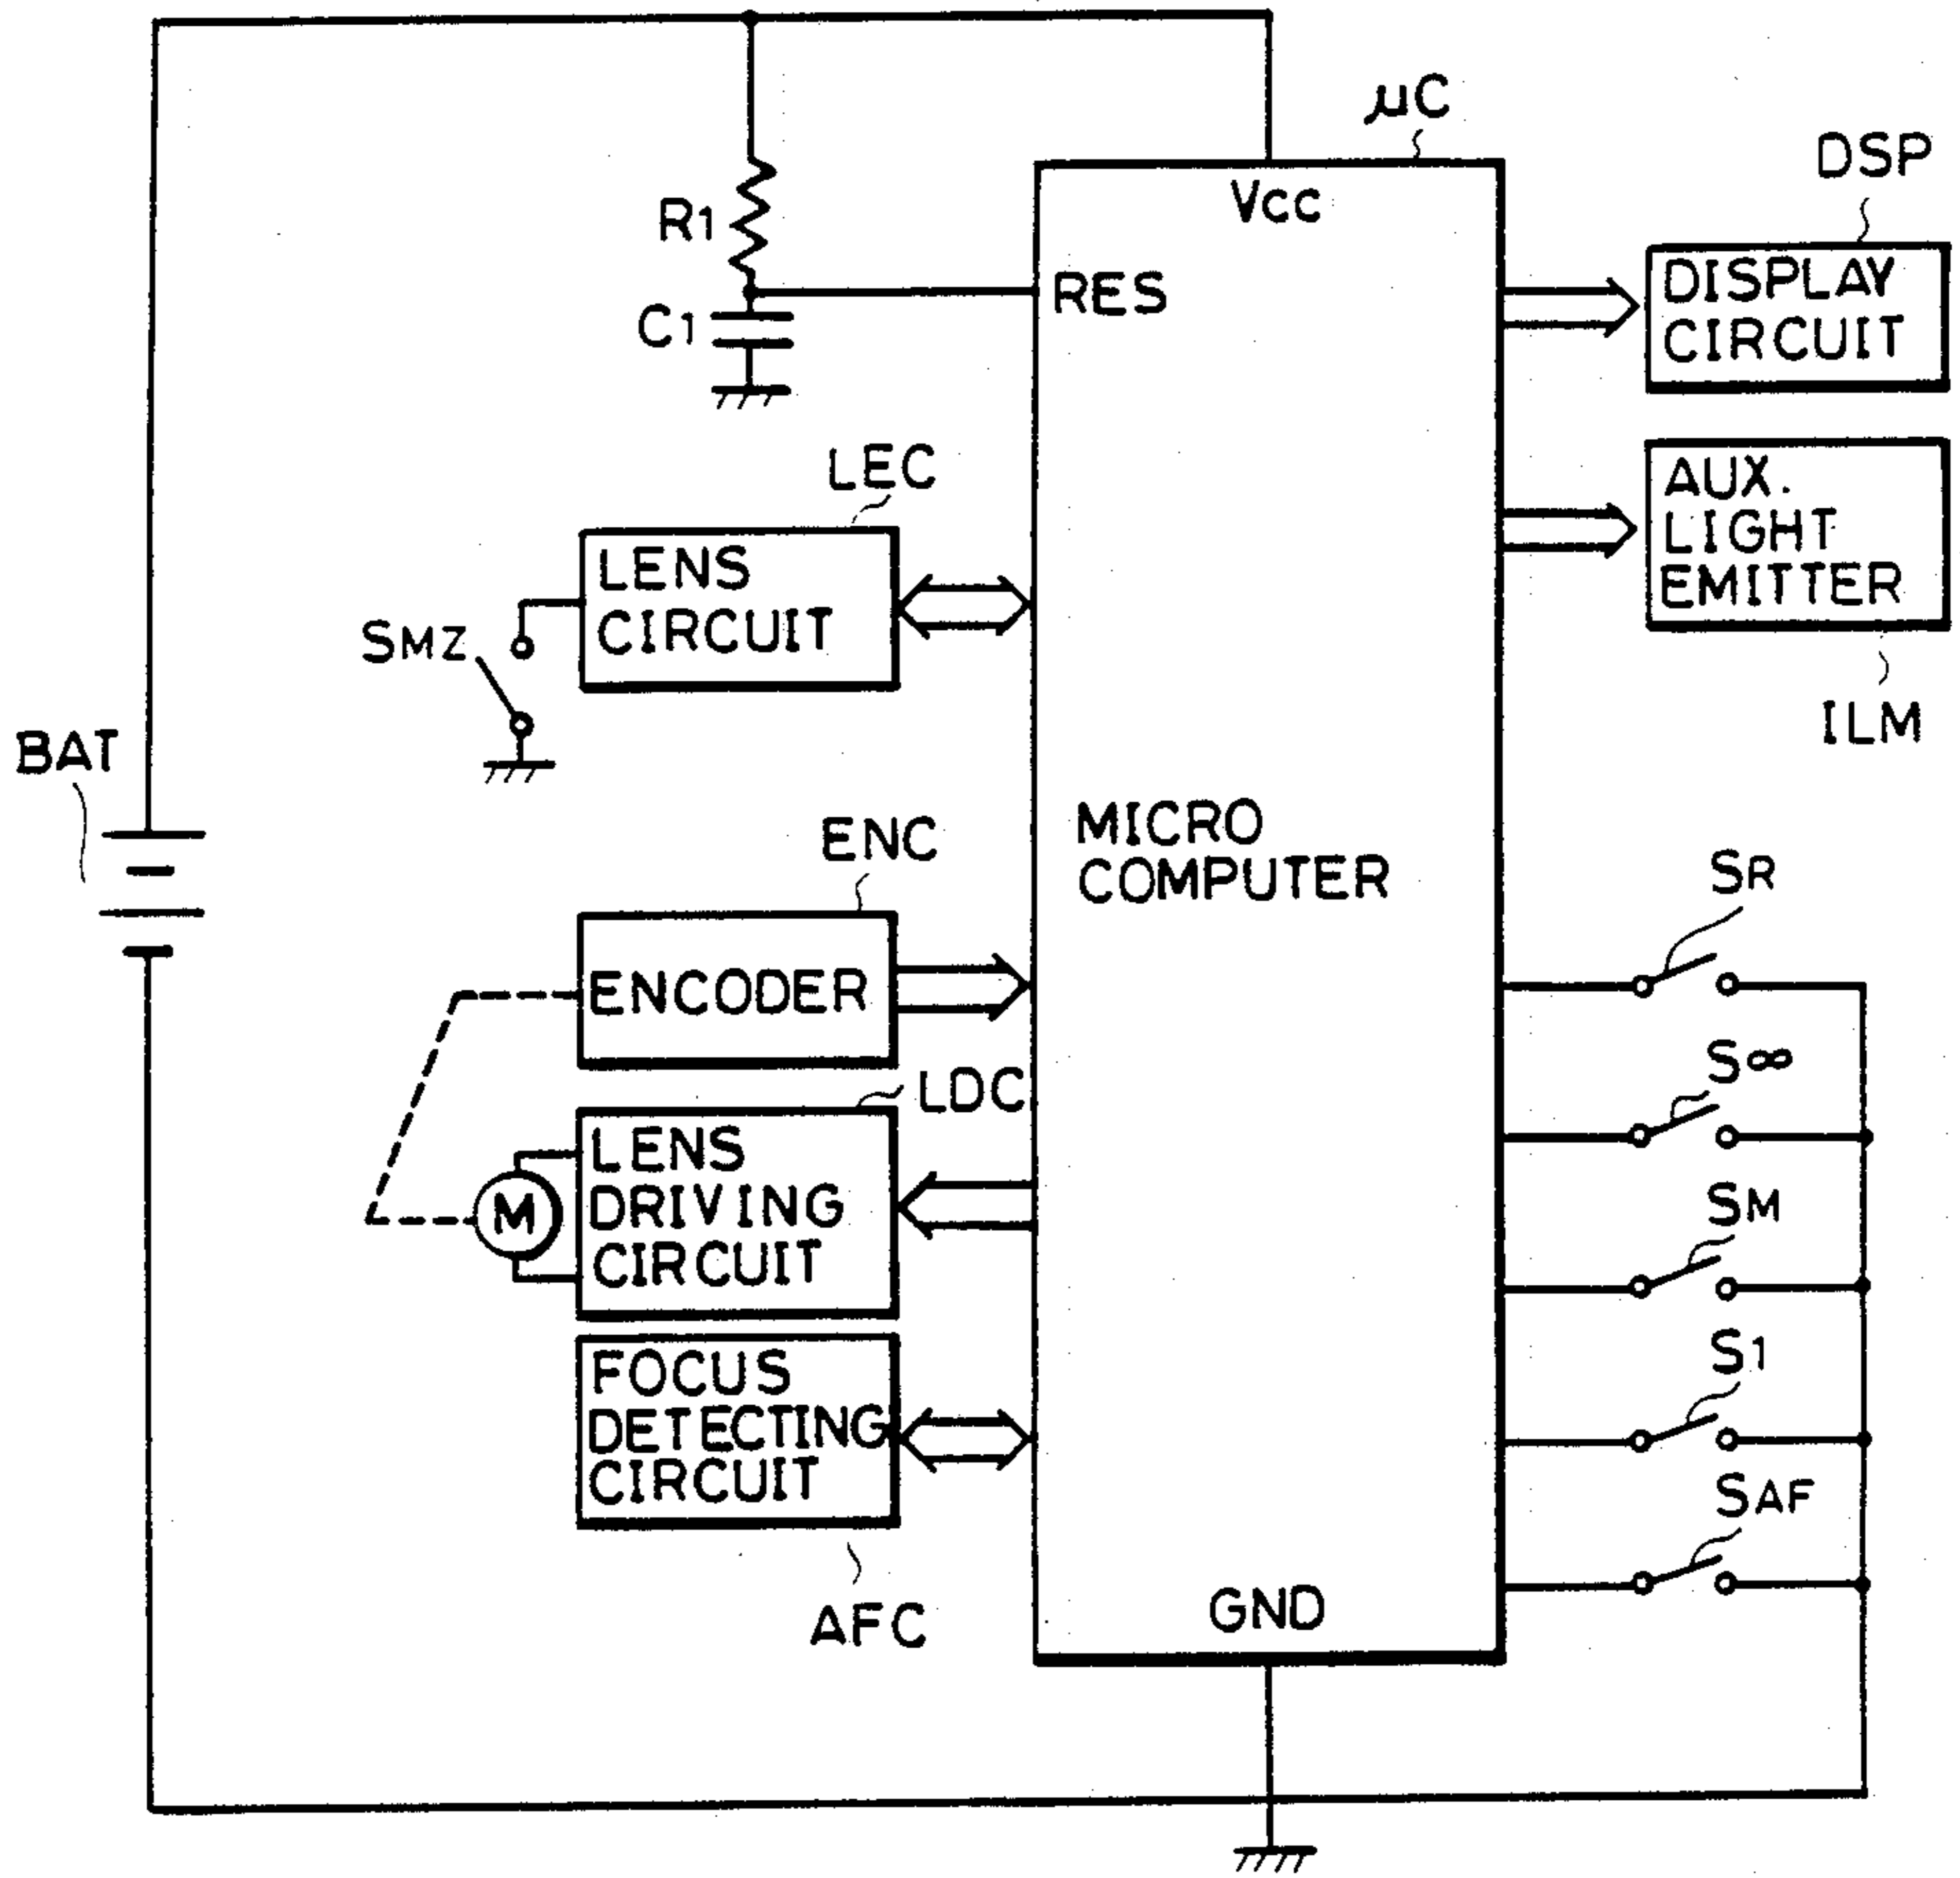 μC
DSP
VCC
R1
RES
DISPLAY
CIRCUIT
C1
LEC
AUX.
LIGHT
EMITTER
LENS
CIRCUIT
SMZ
ILM
BAT
MICRO
COMPUTER
ENC
SR
ENCODER
S∞
LDC
LENS
DRIVING
CIRCUIT
M
SM
S1
FOCUS
DETECTING
CIRCUIT
SAF
AFC
GND